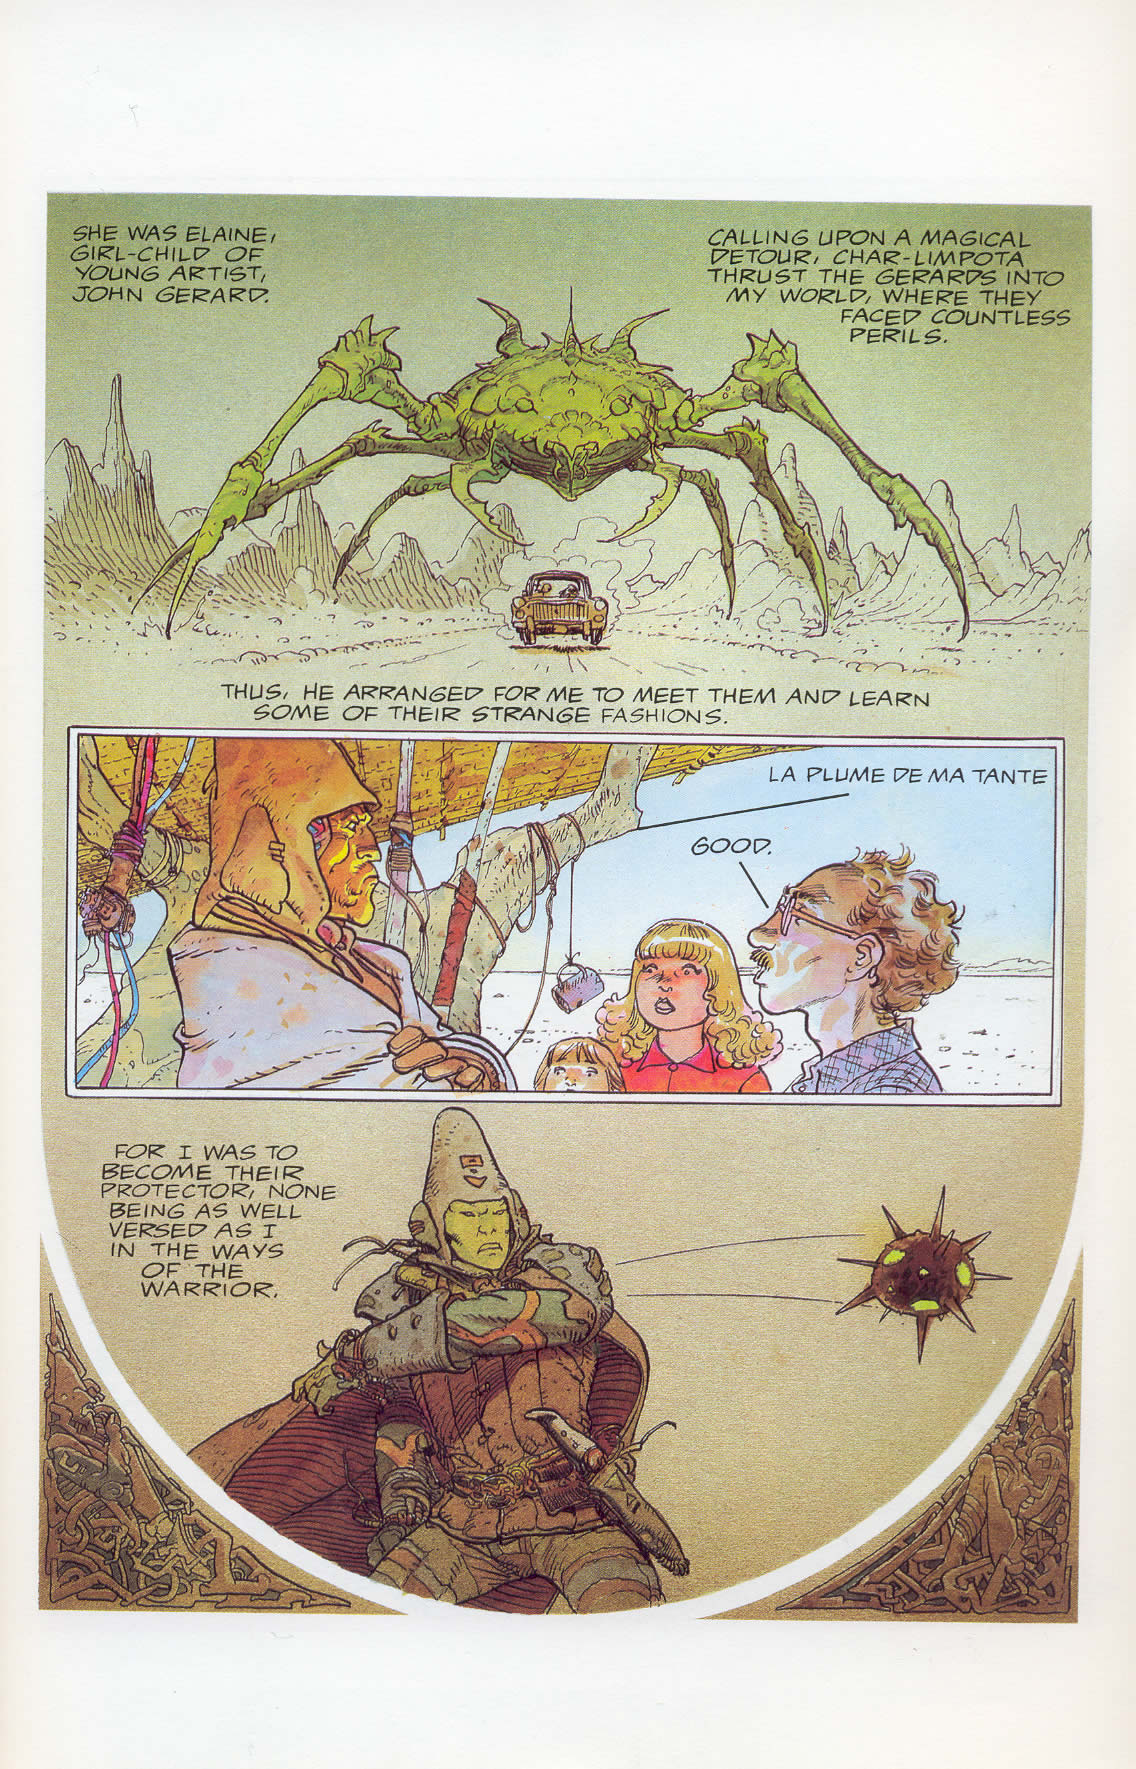 SHE WAS ELAINE,
GIRL-CHILD OF
YOUNG ARTIST,
JOHN GERARD.
CALLING UPON A MAGICAL
DETOUR, CHAR-LIMPOTA
THRUST THE GERARDS INTO
MY WORLD, WHERE THEY
FACED COUNTLESS
PERILS.
THUS, HE ARRANGED FOR ME TO MEET THEM AND LEARN
SOME OF THEIR STRANGE FASHIONS.
LA PLUME DE MA TANTE
GOOD.
FOR I WAS TO
BECOME THEIR
PROTECTOR, NONE
BEING AS WELL
VERSED AS I
IN THE WAYS
OF THE
WARRIOR.